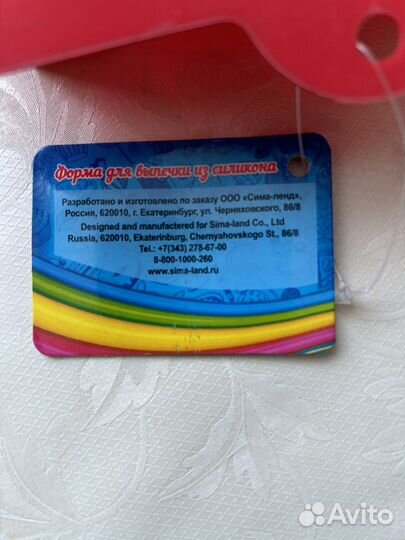 Форма для выпечки из силикона
Разработано и изготовлено по заказу ООО «Сима-ленд»,
Россия, 620010, г. Екатеринбург, ул. Черняховского, 86/8
Designed and manufactered for Sima-land Co., Ltd
Russia, 620010, Ekaterinburg, Chernyahovskogo St., 86/8
Tel.: +7(343) 278-67-00
8-800-1000-260
www.sima-land.ru
Avito